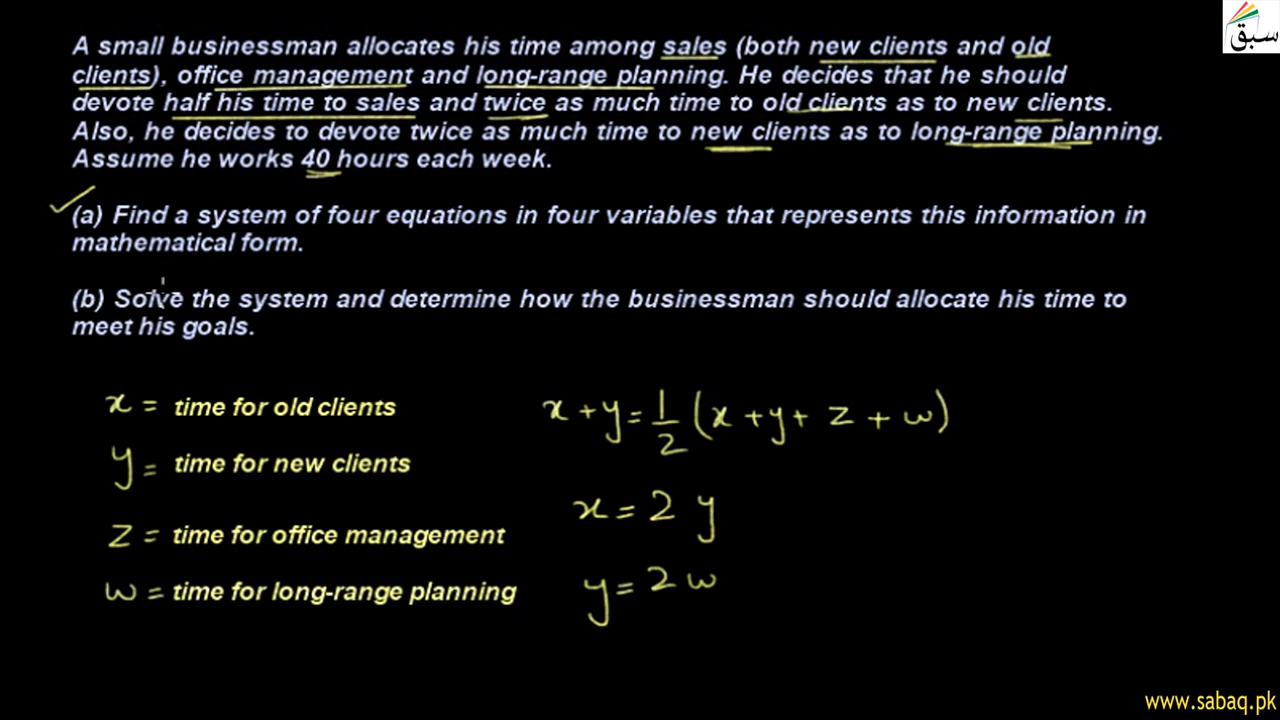 سبق
A small businessman allocates his time among sales (both new clients and old
clients), office management and long-range planning. He decides that he should
devote half his time to sales and twice as much time to old clients as to new clients.
Also, he decides to devote twice as much time to new clients as to long-range planning.
Assume he works 40 hours each week.
(a) Find a system of four equations in four variables that represents this information in
mathematical form.
(b) Solve the system and determine how the businessman should allocate his time to
meet his goals.
x = time for old clients
y = time for new clients
z = time for office management
w = time for long-range planning
x + y = 1/2 (x + y + z + w)
x = 2 y
y = 2 w
www.sabaq.pk